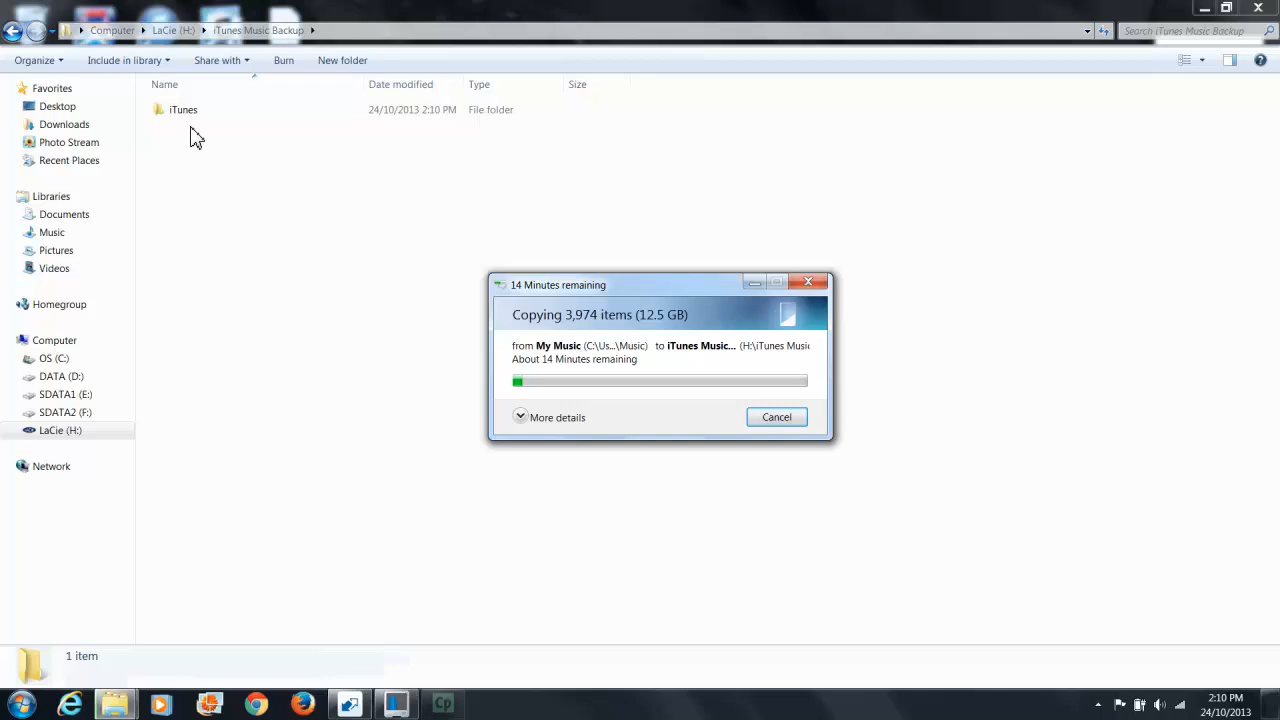 Computer LaCie (H:) iTunes Music Backup Search iTunes Music Backup
Organize Include in library Share with Burn New folder
Name Date modified Type Size
iTunes 24/10/2013 2:10 PM File folder
Favorites
Desktop
Downloads
Photo Stream
Recent Places
Libraries
Documents
Music
Pictures
Videos
Homegroup
Computer
OS (C:)
DATA (D:)
SDATA1 (E:)
SDATA2 (F:)
LaCie (H:)
Network
14 Minutes remaining
Copying 3,974 items (12.5 GB)
from My Music (C:\Us...\Music) to iTunes Music... (H:\iTunes Music
About 14 Minutes remaining
More details Cancel
1 item
Cp
2:10 PM
24/10/2013